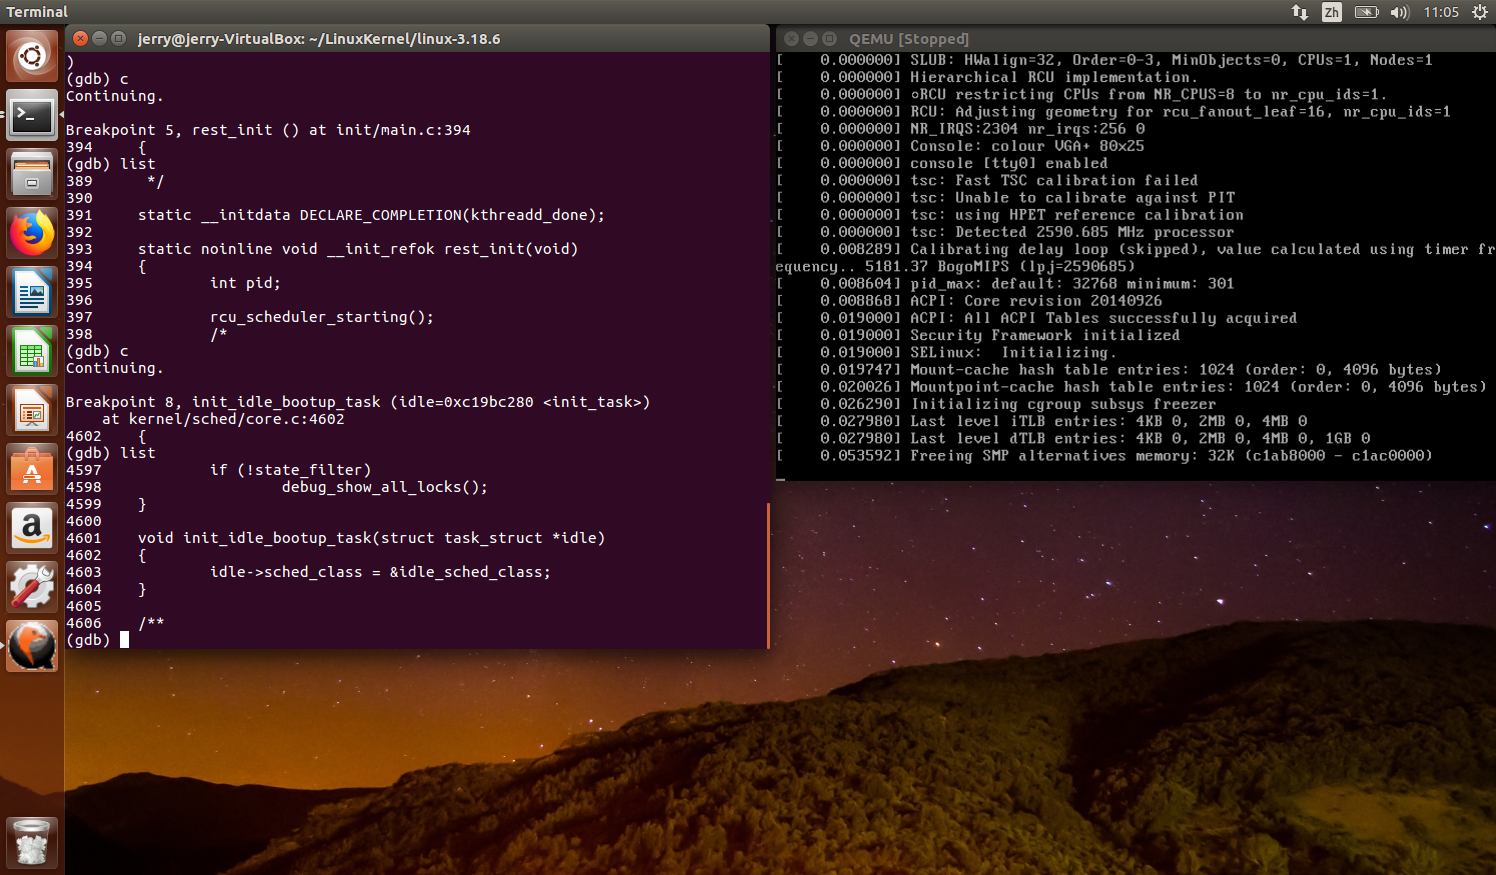 Terminal
Zh
11:05
jerry@jerry-VirtualBox: ~/LinuxKernel/linux-3.18.6
)
(gdb) c
Continuing.
Breakpoint 5, rest_init () at init/main.c:394
394     {
(gdb) list
389      */
390
391     static __initdata DECLARE_COMPLETION(kthreadd_done);
392
393     static noinline void __init_refok rest_init(void)
394     {
395             int pid;
396
397             rcu_scheduler_starting();
398             /*
(gdb) c
Continuing.
Breakpoint 8, init_idle_bootup_task (idle=0xc19bc280 <init_task>)
    at kernel/sched/core.c:4602
4602    {
(gdb) list
4597            if (!state_filter)
4598                    debug_show_all_locks();
4599    }
4600
4601    void init_idle_bootup_task(struct task_struct *idle)
4602    {
4603            idle->sched_class = &idle_sched_class;
4604    }
4605
4606    /**
(gdb)
QEMU [Stopped]
[    0.000000] SLUB: HWalign=32, Order=0-3, MinObjects=0, CPUs=1, Nodes=1
[    0.000000] Hierarchical RCU implementation.
[    0.000000] oRCU restricting CPUs from NR_CPUS=8 to nr_cpu_ids=1.
[    0.000000] RCU: Adjusting geometry for rcu_fanout_leaf=16, nr_cpu_ids=1
[    0.000000] NR_IRQS:2304 nr_irqs:256 0
[    0.000000] Console: colour VGA+ 80x25
[    0.000000] console [tty0] enabled
[    0.000000] tsc: Fast TSC calibration failed
[    0.000000] tsc: Unable to calibrate against PIT
[    0.000000] tsc: using HPET reference calibration
[    0.000000] tsc: Detected 2590.685 MHz processor
[    0.008289] Calibrating delay loop (skipped), value calculated using timer fr
equency.. 5181.37 BogoMIPS (lpj=2590685)
[    0.008604] pid_max: default: 32768 minimum: 301
[    0.008868] ACPI: Core revision 20140926
[    0.019000] ACPI: All ACPI Tables successfully acquired
[    0.019000] Security Framework initialized
[    0.019000] SELinux:  Initializing.
[    0.019747] Mount-cache hash table entries: 1024 (order: 0, 4096 bytes)
[    0.020026] Mountpoint-cache hash table entries: 1024 (order: 0, 4096 bytes)
[    0.026290] Initializing cgroup subsys freezer
[    0.027980] Last level iTLB entries: 4KB 0, 2MB 0, 4MB 0
[    0.027980] Last level dTLB entries: 4KB 0, 2MB 0, 4MB 0, 1GB 0
[    0.053592] Freeing SMP alternatives memory: 32K (c1ab8000 - c1ac0000)